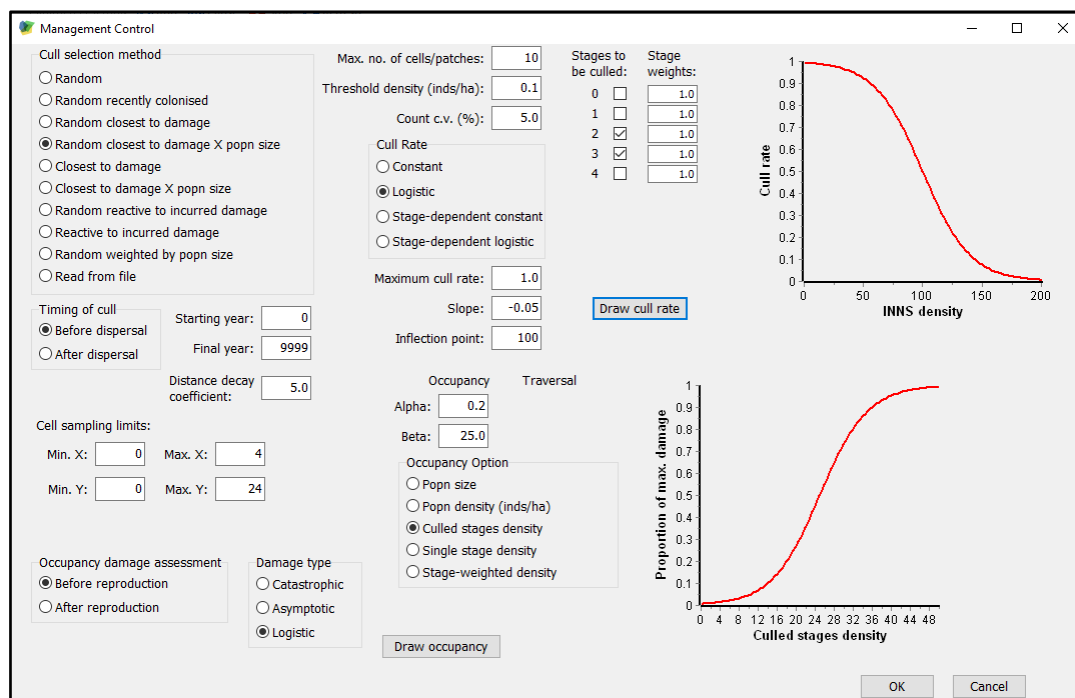 Management Control
Cull selection method
Random
Random recently colonised
Random closest to damage
Random closest to damage X popn size
Closest to damage
Closest to damage X popn size
Random reactive to incurred damage
Reactive to incurred damage
Random weighted by popn size
Read from file
Timing of cull
Before dispersal
After dispersal
Starting year: 0
Final year: 9999
Distance decay
coefficient: 5.0
Cell sampling limits:
Min. X: 0 Max. X: 4
Min. Y: 0 Max. Y: 24
Occupancy damage assessment
Before reproduction
After reproduction
Damage type
Catastrophic
Asymptotic
Logistic
Max. no. of cells/patches: 10
Threshold density (inds/ha): 0.1
Count c.v. (%): 5.0
Cull Rate
Constant
Logistic
Stage-dependent constant
Stage-dependent logistic
Maximum cull rate: 1.0
Slope: -0.05
Inflection point: 100
Occupancy Traversal
Alpha: 0.2
Beta: 25.0
Occupancy Option
Popn size
Popn density (inds/ha)
Culled stages density
Single stage density
Stage-weighted density
Draw occupancy
Stages to
be culled:
Stage
weights:
0 1.0
1 1.0
2 1.0
3 1.0
4 1.0
Draw cull rate
Cull rate
1
0.9
0.8
0.7
0.6
0.5
0.4
0.3
0.2
0.1
0
0 50 100 150 200
INNS density
Proportion of max. damage
1
0.9
0.8
0.7
0.6
0.5
0.4
0.3
0.2
0.1
0
0 4 8 12 16 20 24 28 32 36 40 44 48
Culled stages density
OK Cancel